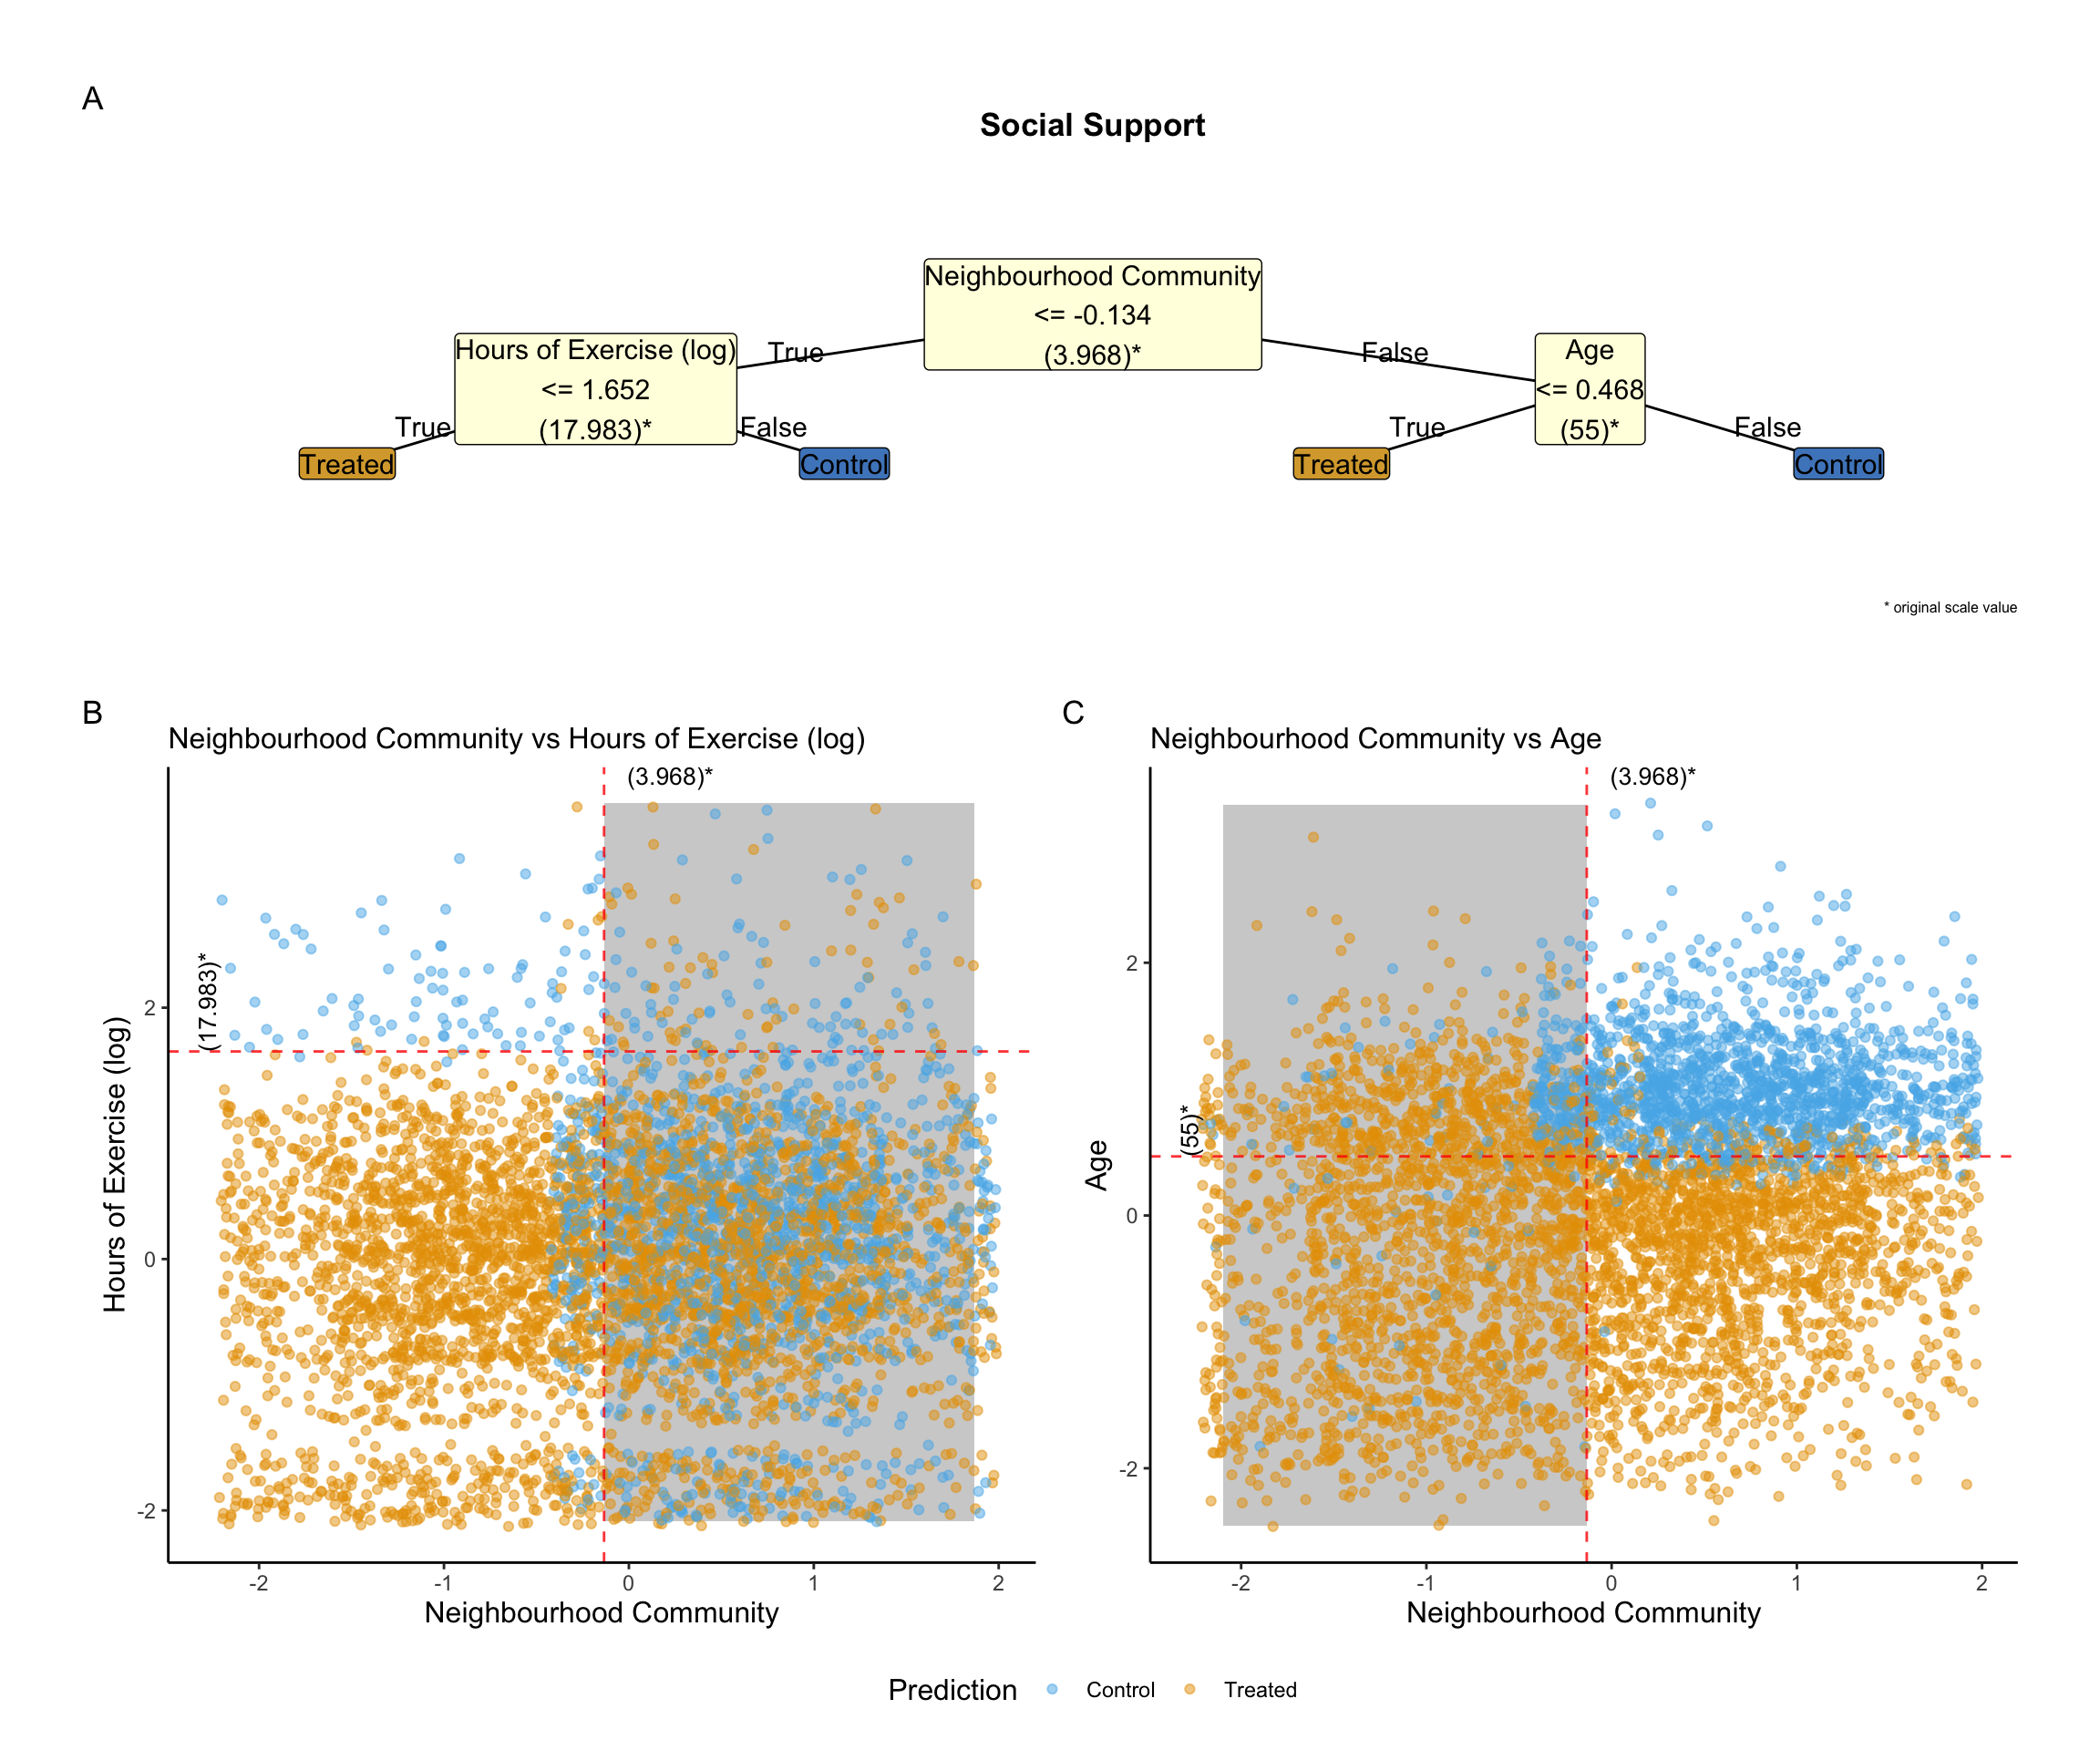 A
Social Support
Neighbourhood Community
<= -0.134
(3.968)*
Hours of Exercise (log)
<= 1.652
(17.983)*
Age
<= 0.468
(55)*
True
False
True
False
True
False
Treated
Control
Treated
Control
* original scale value
B
Neighbourhood Community vs Hours of Exercise (log)
(3.968)*
(17.983)*
Hours of Exercise (log)
2
0
-2
-2
-1
0
1
2
Neighbourhood Community
C
Neighbourhood Community vs Age
(3.968)*
(55)*
Age
2
0
-2
-2
-1
0
1
2
Neighbourhood Community
Prediction
Control
Treated